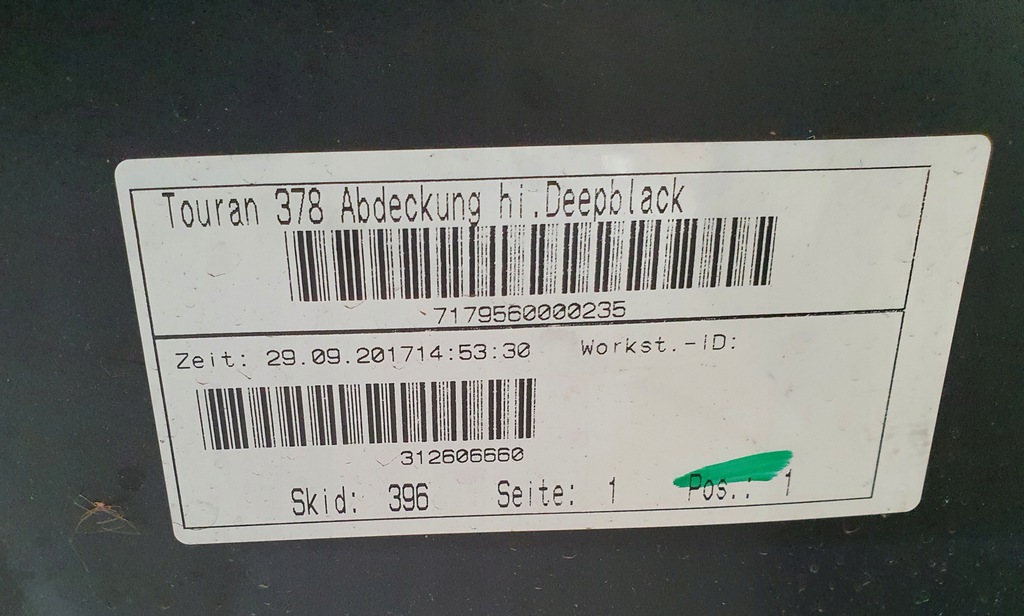 Touran 378 Abdeckung hi.Deepblack
7179560000235
Zeit: 29.09.201714:53:30 Workst.-ID:
312606660
Skid: 396 Seite: 1 Pos.: 1